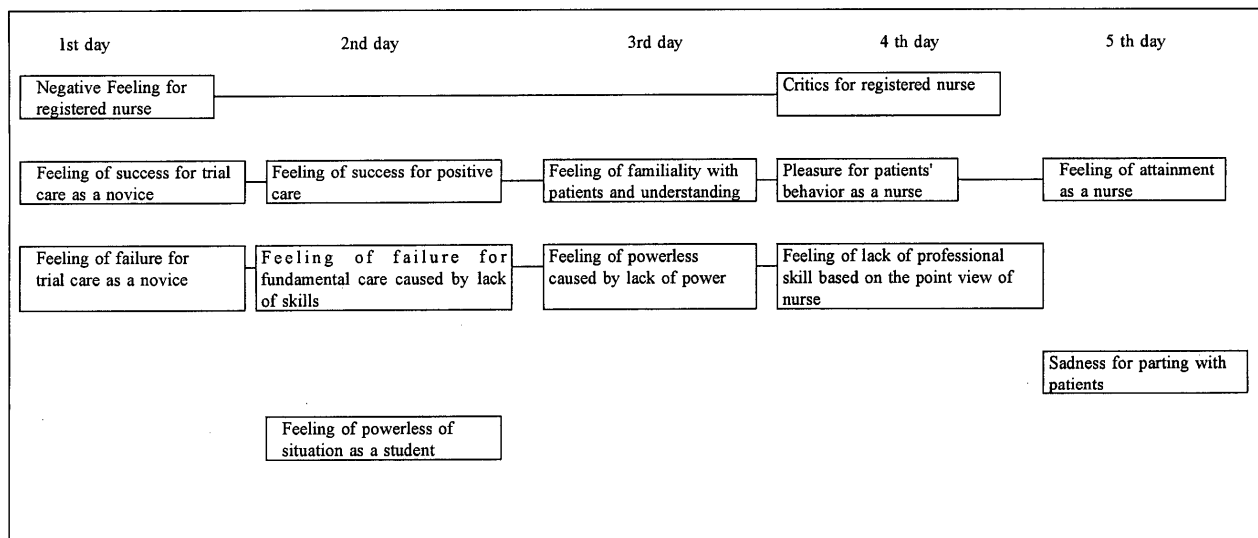 1st day
2nd day
3rd day
4 th day
5 th day
Negative Feeling for
registered nurse
Critics for registered nurse
Feeling of success for trial
care as a novice
Feeling of success for positive
care
Feeling of familiality with
patients and understanding
Pleasure for patients'
behavior as a nurse
Feeling of attainment
as a nurse
Feeling of failure for
trial care as a novice
Feeling of failure for
fundamental care caused by lack
of skills
Feeling of powerless
caused by lack of power
Feeling of lack of professional
skill based on the point view of
nurse
Sadness for parting with
patients
Feeling of powerless of
situation as a student